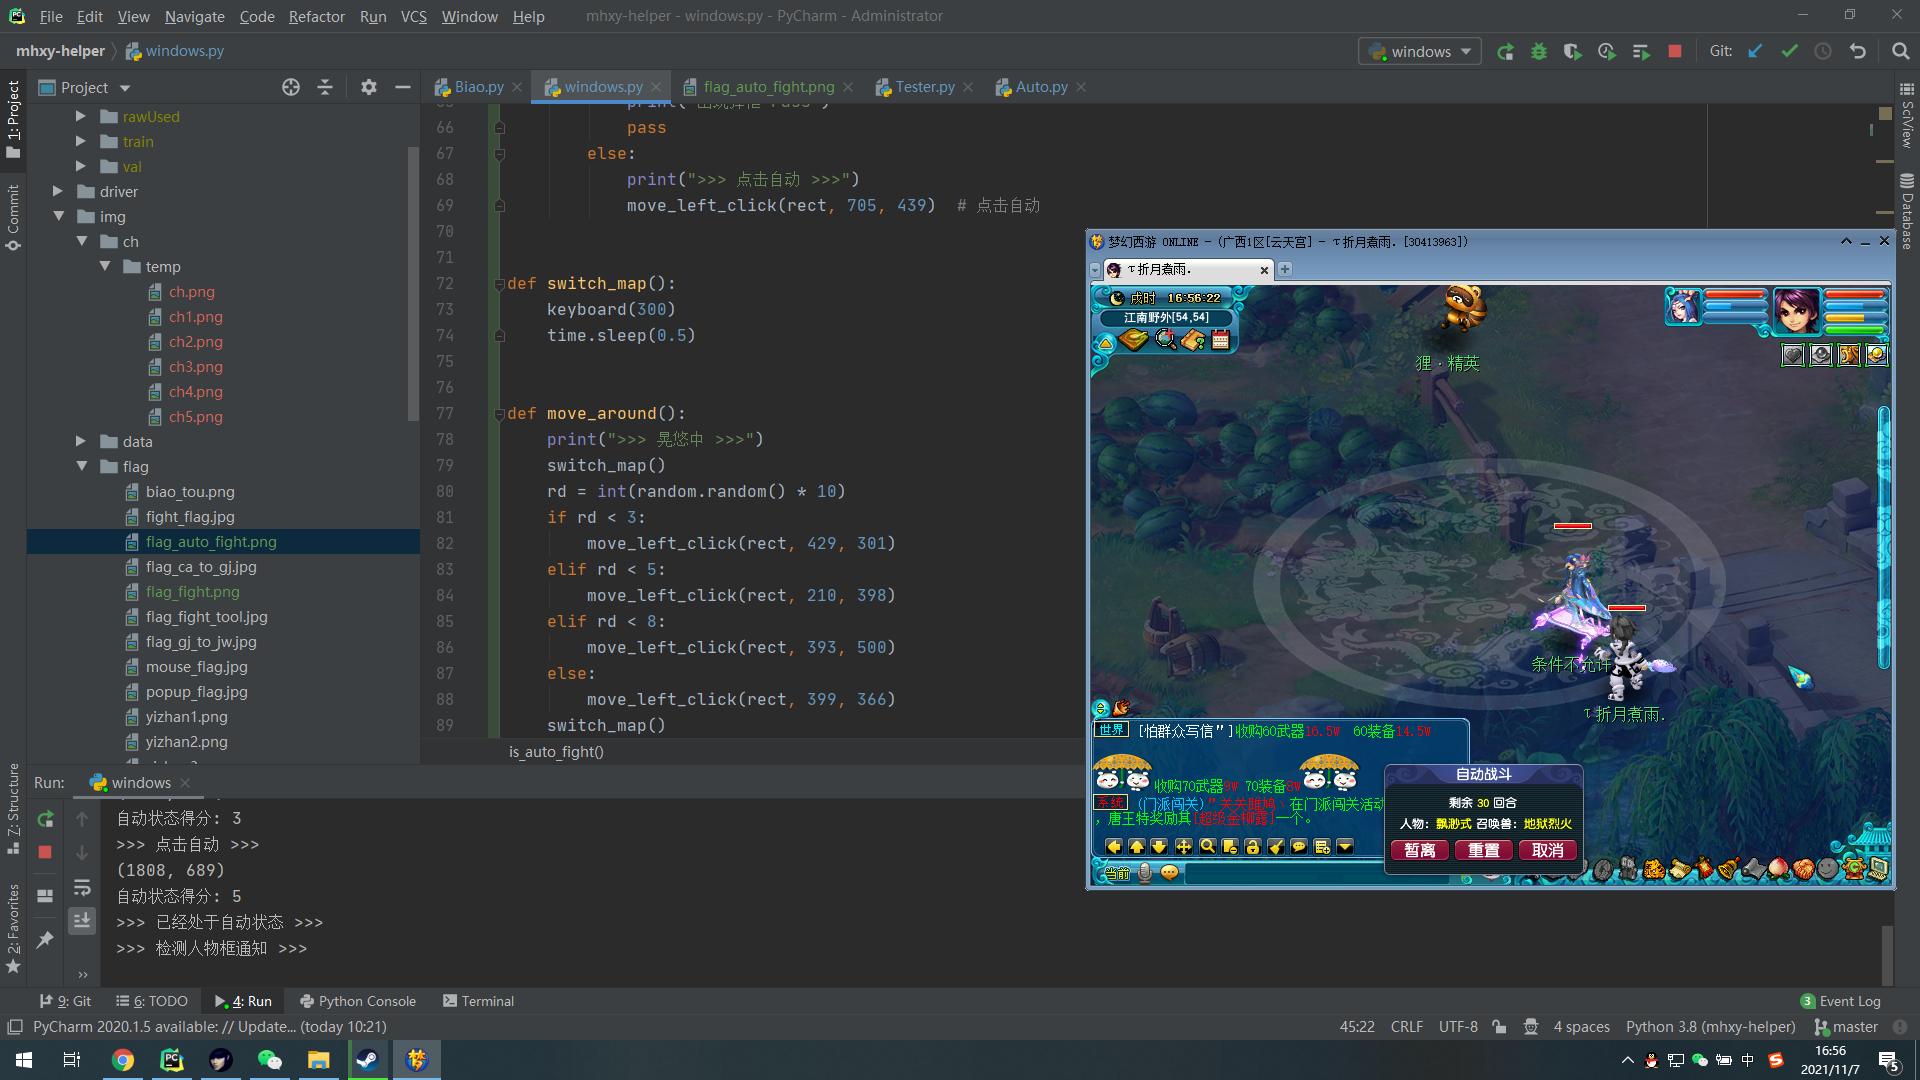 File Edit View Navigate Code Refactor Run VCS Window Help mhxy-helper - windows.py - PyCharm - Administrator
mhxy-helper windows.py
windows Git:
Project
Biao.py windows.py flag_auto_fight.png Tester.py Auto.py
1: Project
Commit
7: Structure
2: Favorites
SciView
Database
rawUsed
train
val
driver
img
ch
temp
ch.png
ch1.png
ch2.png
ch3.png
ch4.png
ch5.png
data
flag
biao_tou.png
fight_flag.jpg
flag_auto_fight.png
flag_ca_to_gj.jpg
flag_fight.png
flag_fight_tool.jpg
flag_gj_to_jw.jpg
mouse_flag.jpg
popup_flag.jpg
yizhan1.png
yizhan2.png
66 pass
67 else:
68 print(">>> 点击自动 >>>")
69 move_left_click(rect, 705, 439) # 点击自动
70
71
72 def switch_map():
73 keyboard(300)
74 time.sleep(0.5)
75
76
77 def move_around():
78 print(">>> 晃悠中 >>>")
79 switch_map()
80 rd = int(random.random() * 10)
81 if rd < 3:
82 move_left_click(rect, 429, 301)
83 elif rd < 5:
84 move_left_click(rect, 210, 398)
85 elif rd < 8:
86 move_left_click(rect, 393, 500)
87 else:
88 move_left_click(rect, 399, 366)
89 switch_map()
is_auto_fight()
梦幻西游 ONLINE - (广西1区[云天宫] - τ折月煮雨. [30413963])
τ折月煮雨.
戌时 16:56:22
江南野外[54,54]
狸·精英
条件不允许
τ折月煮雨.
世界 [怕群众写信"]收购60武器16.5W 60装备14.5W
收购70武器9w 70装备8w
系统 (门派闯关)"关关雎鸠丶在门派闯关活动
，唐王特奖励其[超级金柳露]一个。
当前
自动战斗
剩余 30 回合
人物：飘渺式 召唤兽：地狱烈火
暂离 重置 取消
Run: windows
自动状态得分: 3
>>> 点击自动 >>>
(1808, 689)
自动状态得分: 5
>>> 已经处于自动状态 >>>
>>> 检测人物框通知 >>>
9: Git 6: TODO 4: Run Python Console Terminal 3 Event Log
PyCharm 2020.1.5 available: // Update... (today 10:21) 45:22 CRLF UTF-8 4 spaces Python 3.8 (mhxy-helper) master
中 16:56
2021/11/7 5